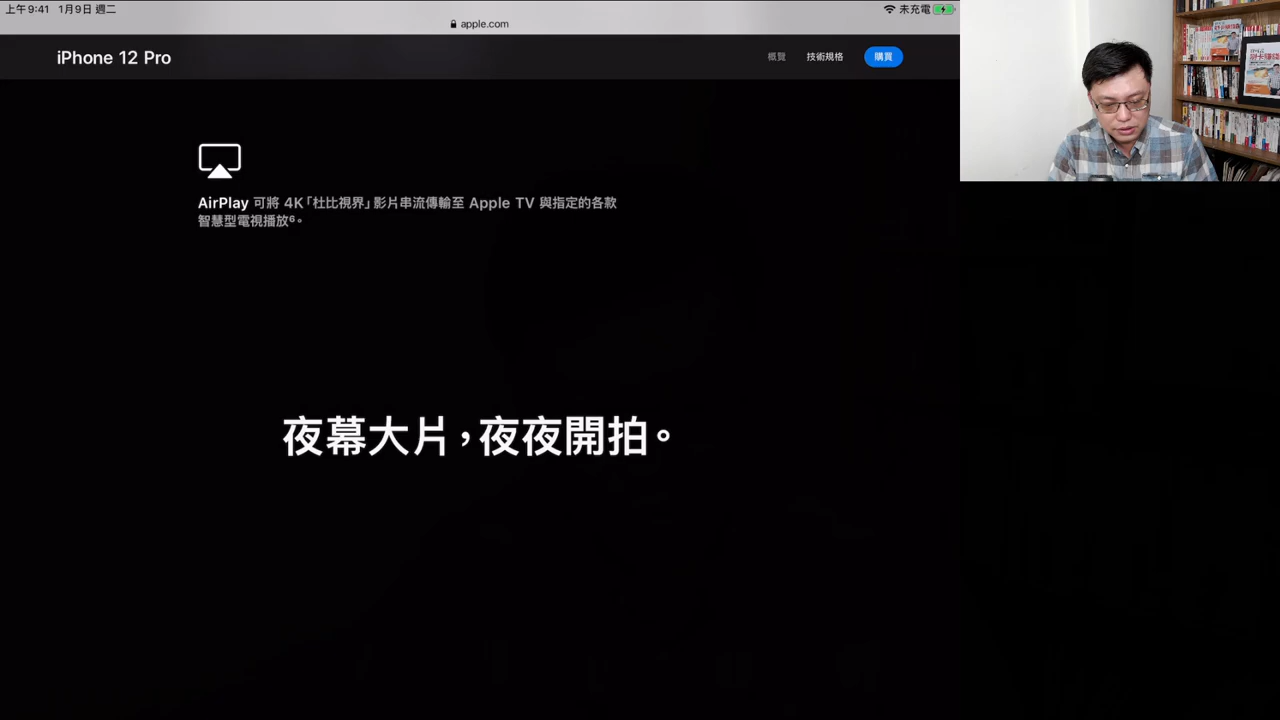 上午9:41 1月9日 週二
未充電
apple.com
iPhone 12 Pro
概覽 技術規格 購買
AirPlay 可將 4K「杜比視界」影片串流傳輸至 Apple TV 與指定的各款
智慧型電視播放⁶。
夜幕大片，夜夜開拍。